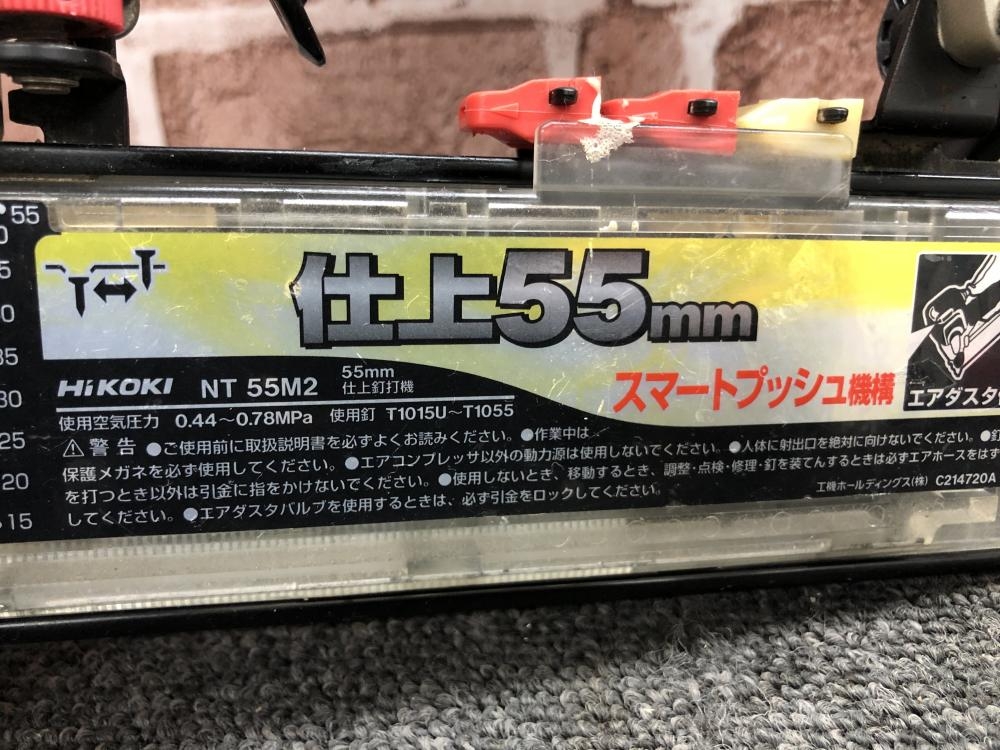 55
仕上55mm
HiKOKI NT 55M2 55mm 仕上釘打機
スマートプッシュ機構
エアダスタ
使用空気圧力 0.44～0.78MPa 使用釘 T1015U～T1055
警告 ●ご使用前に取扱説明書を必ずよくお読みください。●作業中は
保護メガネを必ず使用してください。●エアコンプレッサ以外の動力源は使用しないでください。●人体に射出口を絶対に向けないでください。●釘
を打つとき以外は引金に指をかけないでください。●使用しないとき、移動するとき、調整・点検・修理・釘を装てんするときは必ずエアホースをはず
してください。●エアダスタバルブを使用するときは、必ず引金をロックしてください。
工機ホールディングス(株) C214720A
35
30
25
20
15